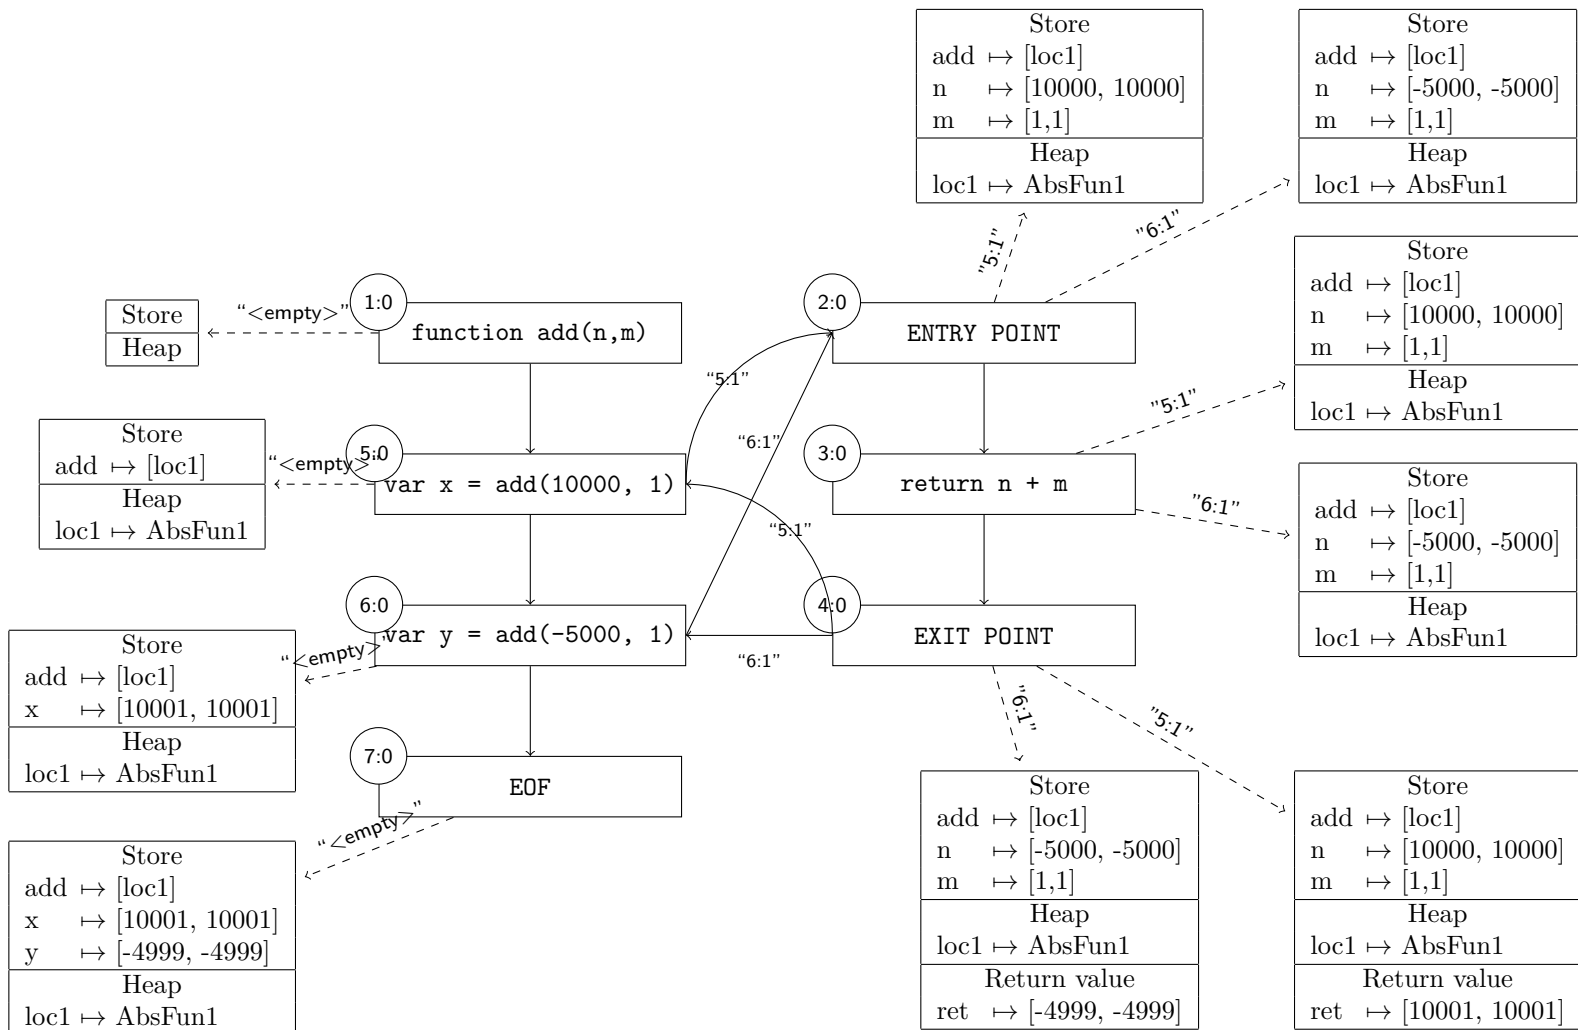 Store
add ↦ [loc1]
n ↦ [10000, 10000]
m ↦ [1,1]
Heap
loc1 ↦ AbsFun1
Store
add ↦ [loc1]
n ↦ [-5000, -5000]
m ↦ [1,1]
Heap
loc1 ↦ AbsFun1
"5:1"
"6:1"
Store
Heap
“<empty>”
1:0
function add(n,m)
2:0
ENTRY POINT
Store
add ↦ [loc1]
n ↦ [10000, 10000]
m ↦ [1,1]
Heap
loc1 ↦ AbsFun1
“5:1”
"5:1"
Store
add ↦ [loc1]
Heap
loc1 ↦ AbsFun1
“<empty>”
5:0
var x = add(10000, 1)
“6:1”
3:0
return n + m
"6:1"
Store
add ↦ [loc1]
n ↦ [-5000, -5000]
m ↦ [1,1]
Heap
loc1 ↦ AbsFun1
“5:1”
6:0
var y = add(-5000, 1)
4:0
EXIT POINT
“6:1”
Store
add ↦ [loc1]
x ↦ [10001, 10001]
Heap
loc1 ↦ AbsFun1
“<empty>”
"6:1"
"5:1"
7:0
EOF
“<empty>”
Store
add ↦ [loc1]
x ↦ [10001, 10001]
y ↦ [-4999, -4999]
Heap
loc1 ↦ AbsFun1
Store
add ↦ [loc1]
n ↦ [-5000, -5000]
m ↦ [1,1]
Heap
loc1 ↦ AbsFun1
Return value
ret ↦ [-4999, -4999]
Store
add ↦ [loc1]
n ↦ [10000, 10000]
m ↦ [1,1]
Heap
loc1 ↦ AbsFun1
Return value
ret ↦ [10001, 10001]